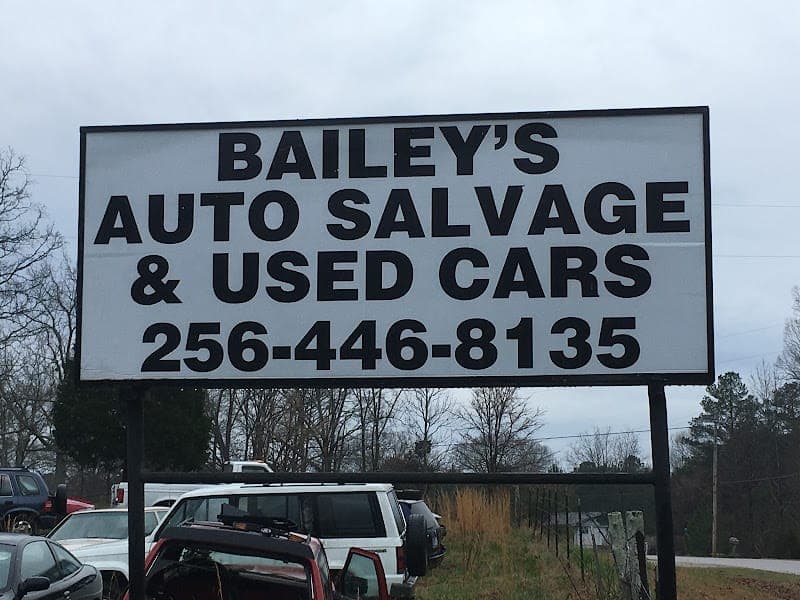 BAILEY'S
AUTO SALVAGE
& USED CARS
256-446-8135